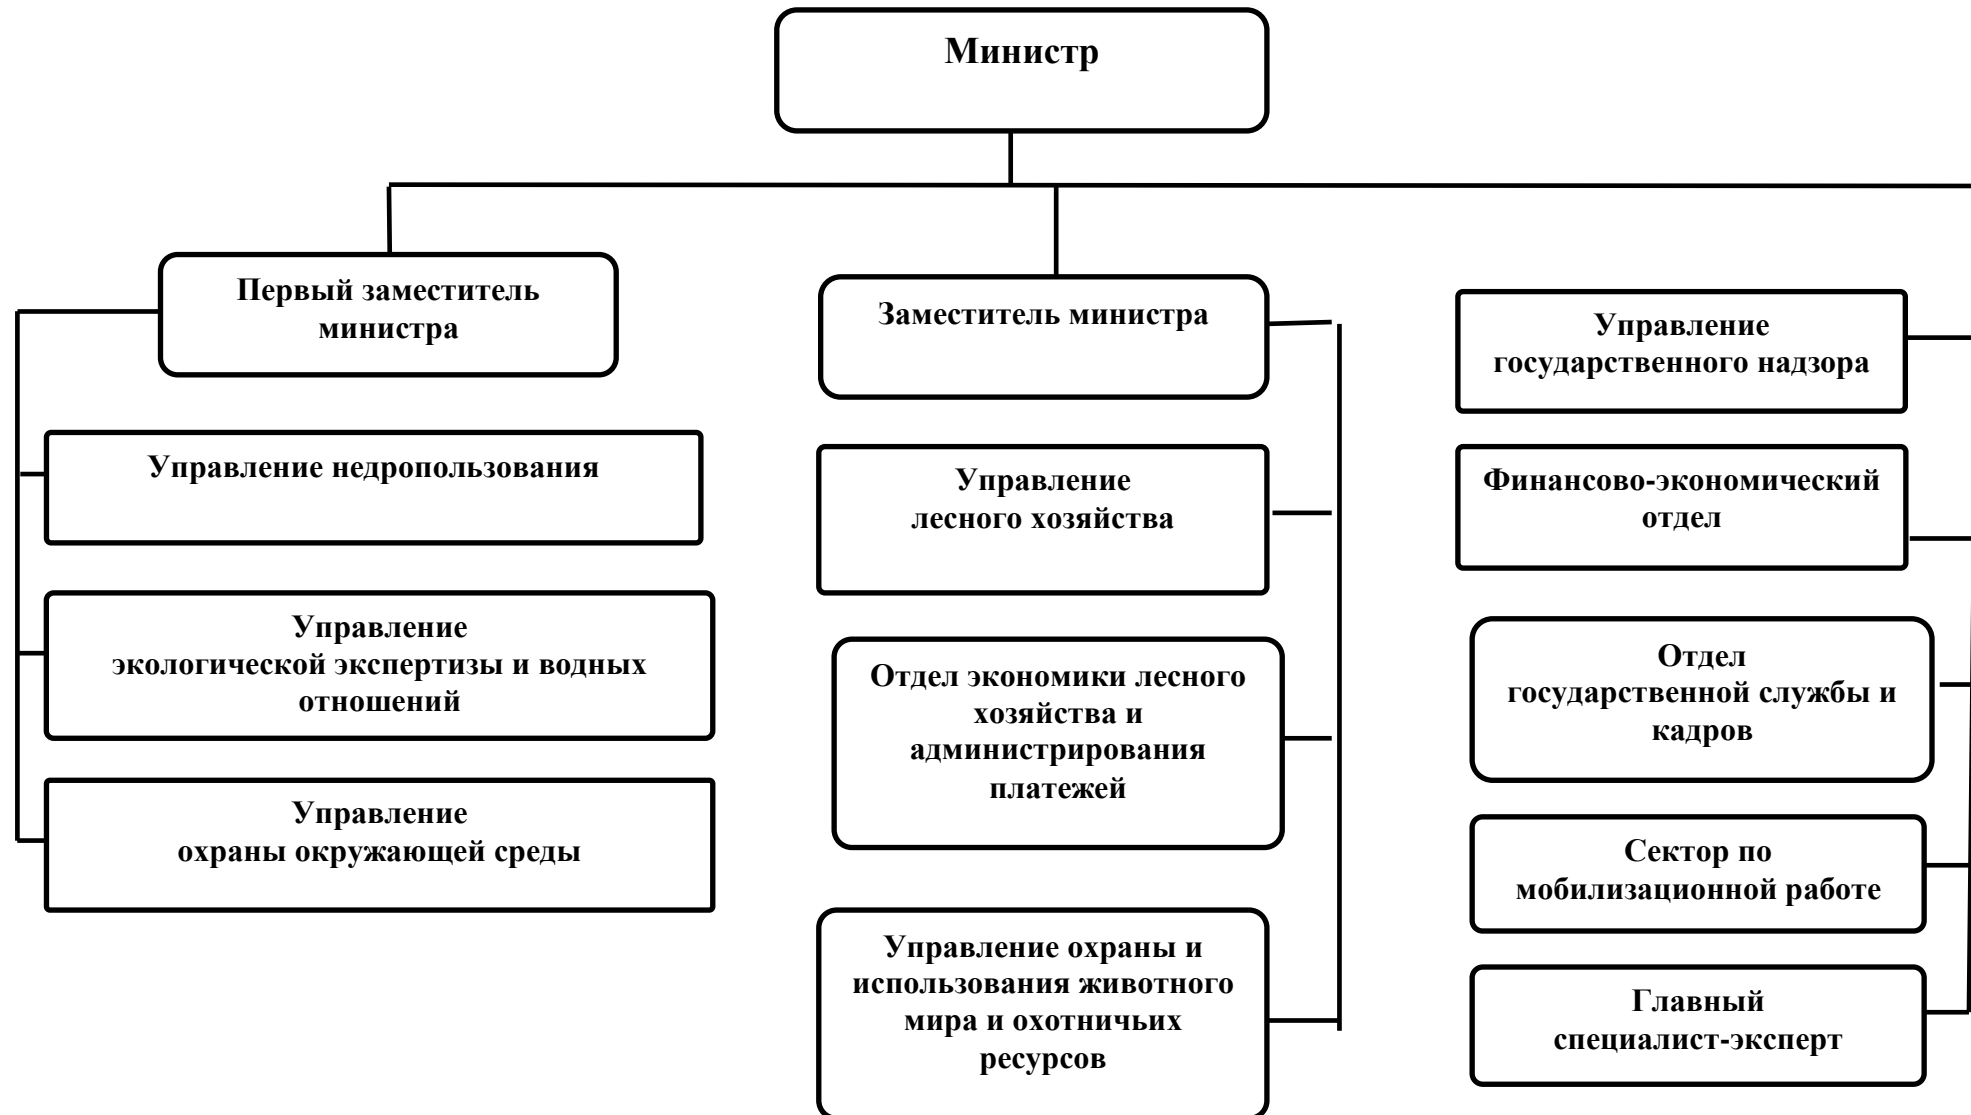 Министр
Первый заместитель
министра
Управление недропользования
Управление
экологической экспертизы и водных
отношений
Управление
охраны окружающей среды
Заместитель министра
Управление
лесного хозяйства
Отдел экономики лесного
хозяйства и
администрирования
платежей
Управление охраны и
использования животного
мира и охотничьих
ресурсов
Управление
государственного надзора
Финансово-экономический
отдел
Отдел
государственной службы и
кадров
Сектор по
мобилизационной работе
Главный
специалист-эксперт